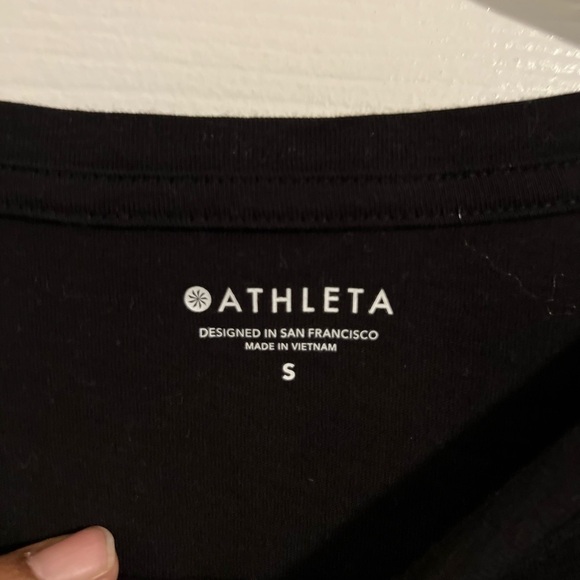 ATHLETA
DESIGNED IN SAN FRANCISCO
MADE IN VIETNAM
S